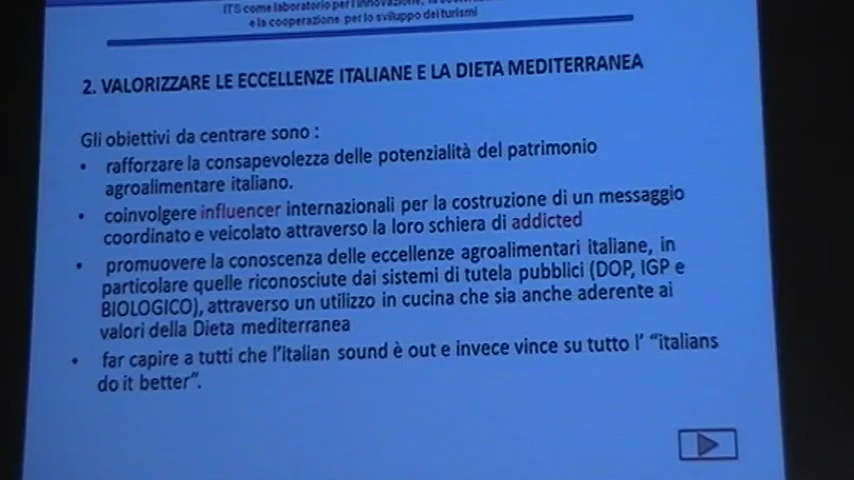 ITS come laboratorio per l'innovazione, la
e la cooperazione per lo sviluppo dei turismi
2. VALORIZZARE LE ECCELLENZE ITALIANE E LA DIETA MEDITERRANEA
Gli obiettivi da centrare sono :
• rafforzare la consapevolezza delle potenzialità del patrimonio
agroalimentare italiano.
• coinvolgere influencer internazionali per la costruzione di un messaggio
coordinato e veicolato attraverso la loro schiera di addicted
• promuovere la conoscenza delle eccellenze agroalimentari italiane, in
particolare quelle riconosciute dai sistemi di tutela pubblici (DOP, IGP e
BIOLOGICO), attraverso un utilizzo in cucina che sia anche aderente ai
valori della Dieta mediterranea
• far capire a tutti che l'Italian sound è out e invece vince su tutto l' "italians
do it better".